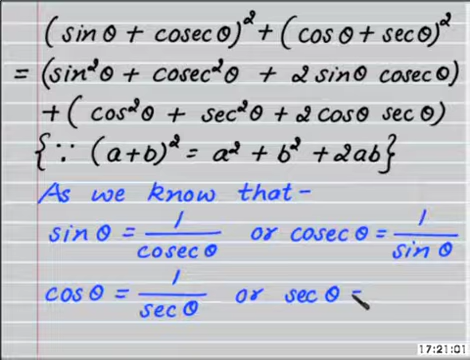 (sin θ + cosec θ)² + (cos θ + sec θ)²
= (sin²θ + cosec²θ + 2 sinθ cosecθ)
+ ( cos²θ + sec²θ + 2 cosθ secθ)
{∵ (a+b)² = a² + b² + 2ab}
As we know that -
sin θ = 1/cosec θ or cosec θ = 1/sin θ
cos θ = 1/sec θ or sec θ =
17:21:01